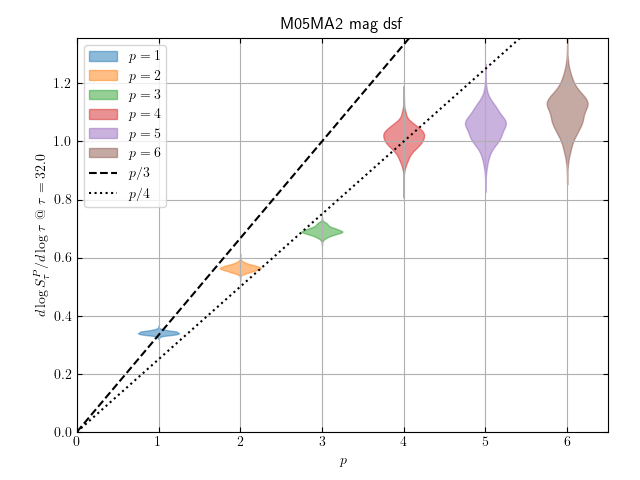 M05MA2 mag dsf
p = 1
p = 2
p = 3
p = 4
p = 5
p = 6
p/3
p/4
d log S_τ^P / d log τ @ τ = 32.0
1.2
1.0
0.8
0.6
0.4
0.2
0.0
0 1 2 3 4 5 6
p